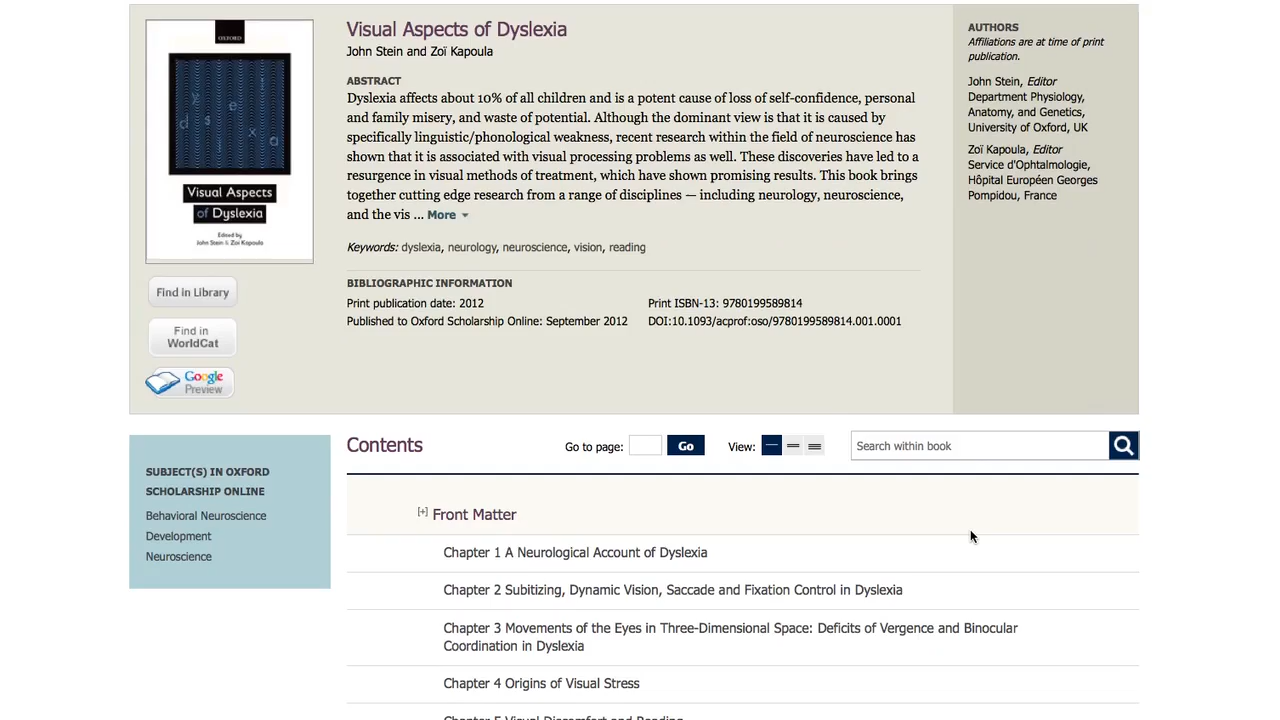 OXFORD
y e i
d s x a
l
Visual Aspects
of Dyslexia
Edited by
John Stein & Zoï Kapoula
Find in Library
Find in
WorldCat
Google
Preview
Visual Aspects of Dyslexia
John Stein and Zoï Kapoula
ABSTRACT
Dyslexia affects about 10% of all children and is a potent cause of loss of self-confidence, personal
and family misery, and waste of potential. Although the dominant view is that it is caused by
specifically linguistic/phonological weakness, recent research within the field of neuroscience has
shown that it is associated with visual processing problems as well. These discoveries have led to a
resurgence in visual methods of treatment, which have shown promising results. This book brings
together cutting edge research from a range of disciplines — including neurology, neuroscience,
and the vis ... More
Keywords: dyslexia, neurology, neuroscience, vision, reading
BIBLIOGRAPHIC INFORMATION
Print publication date: 2012
Print ISBN-13: 9780199589814
Published to Oxford Scholarship Online: September 2012
DOI:10.1093/acprof:oso/9780199589814.001.0001
AUTHORS
Affiliations are at time of print
publication.
John Stein, Editor
Department Physiology,
Anatomy, and Genetics,
University of Oxford, UK
Zoï Kapoula, Editor
Service d'Ophtalmologie,
Hôpital Européen Georges
Pompidou, France
SUBJECT(S) IN OXFORD
SCHOLARSHIP ONLINE
Behavioral Neuroscience
Development
Neuroscience
Contents
Go to page:
Go
View:
Search within book
[+] Front Matter
Chapter 1 A Neurological Account of Dyslexia
Chapter 2 Subitizing, Dynamic Vision, Saccade and Fixation Control in Dyslexia
Chapter 3 Movements of the Eyes in Three-Dimensional Space: Deficits of Vergence and Binocular
Coordination in Dyslexia
Chapter 4 Origins of Visual Stress
Chapter 5 Visual Discomfort and Reading